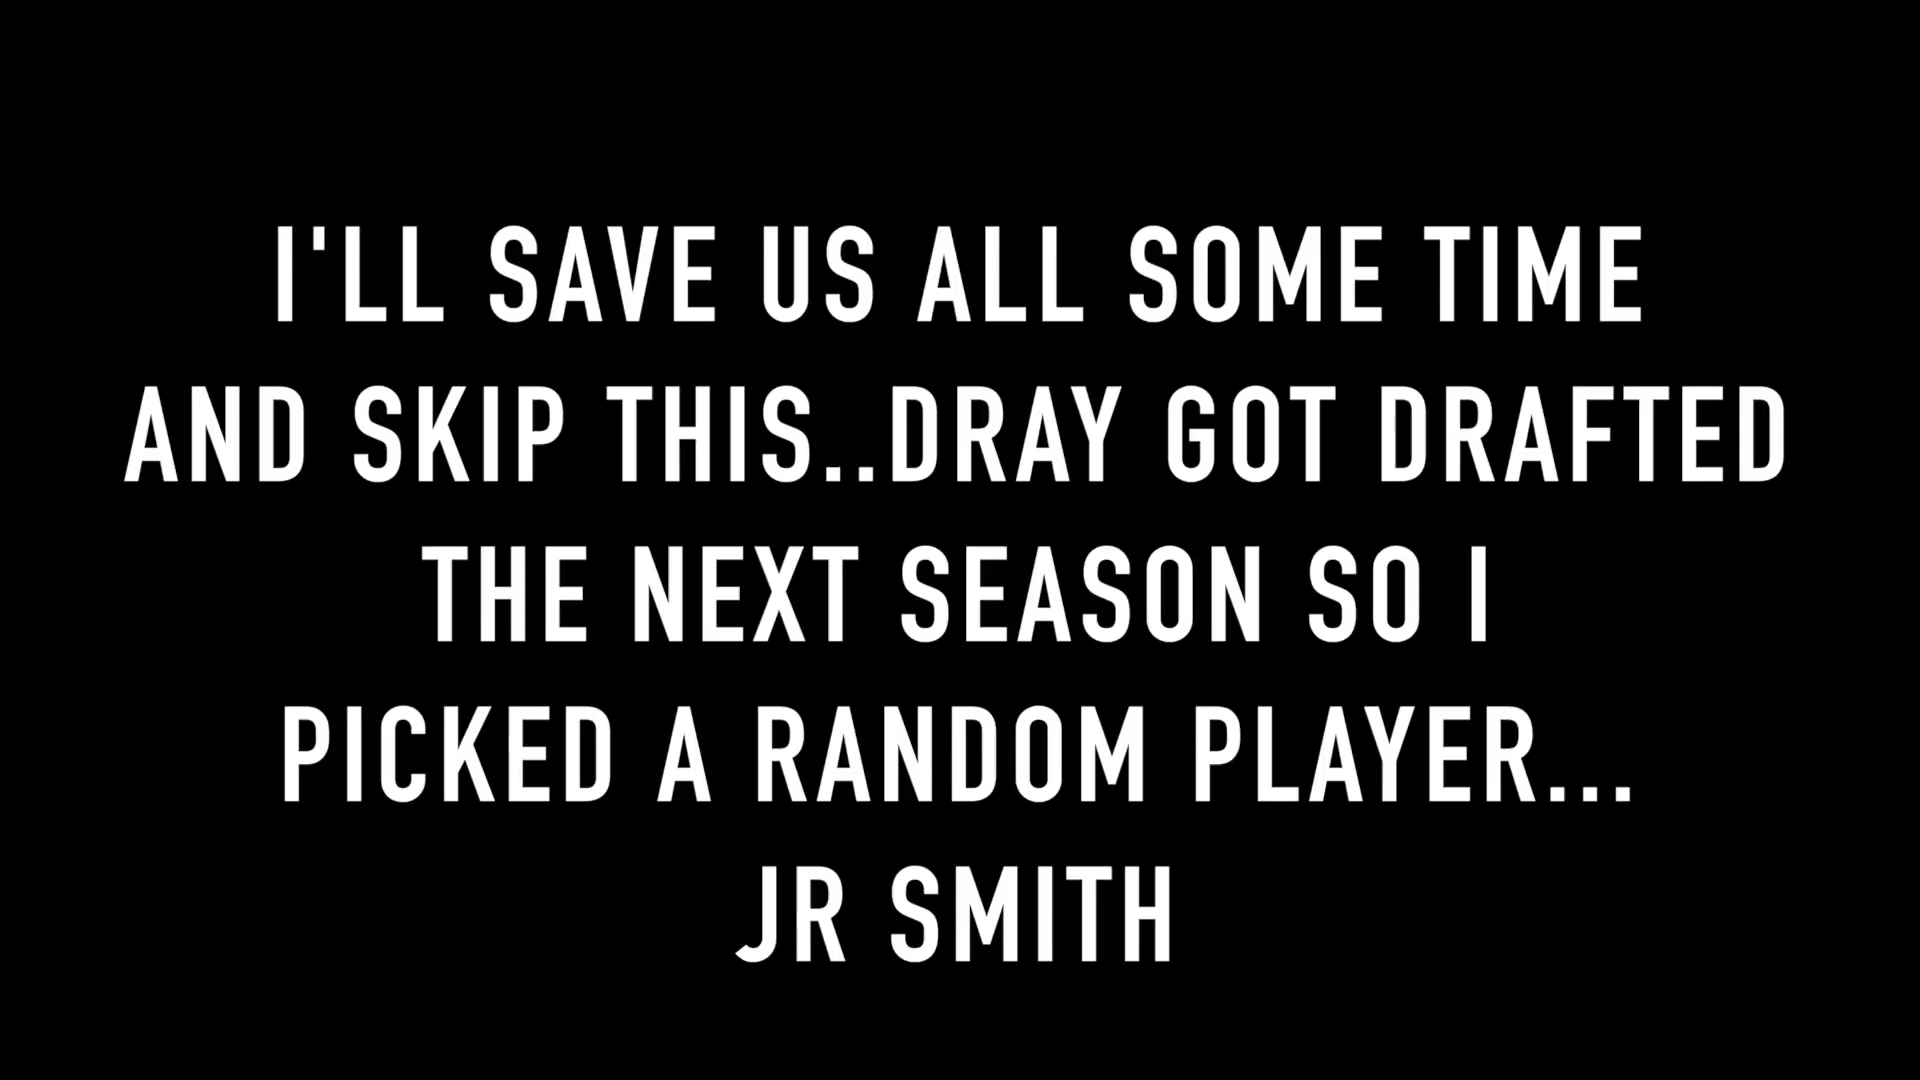 I'LL SAVE US ALL SOME TIME
AND SKIP THIS..DRAY GOT DRAFTED
THE NEXT SEASON SO I
PICKED A RANDOM PLAYER...
JR SMITH